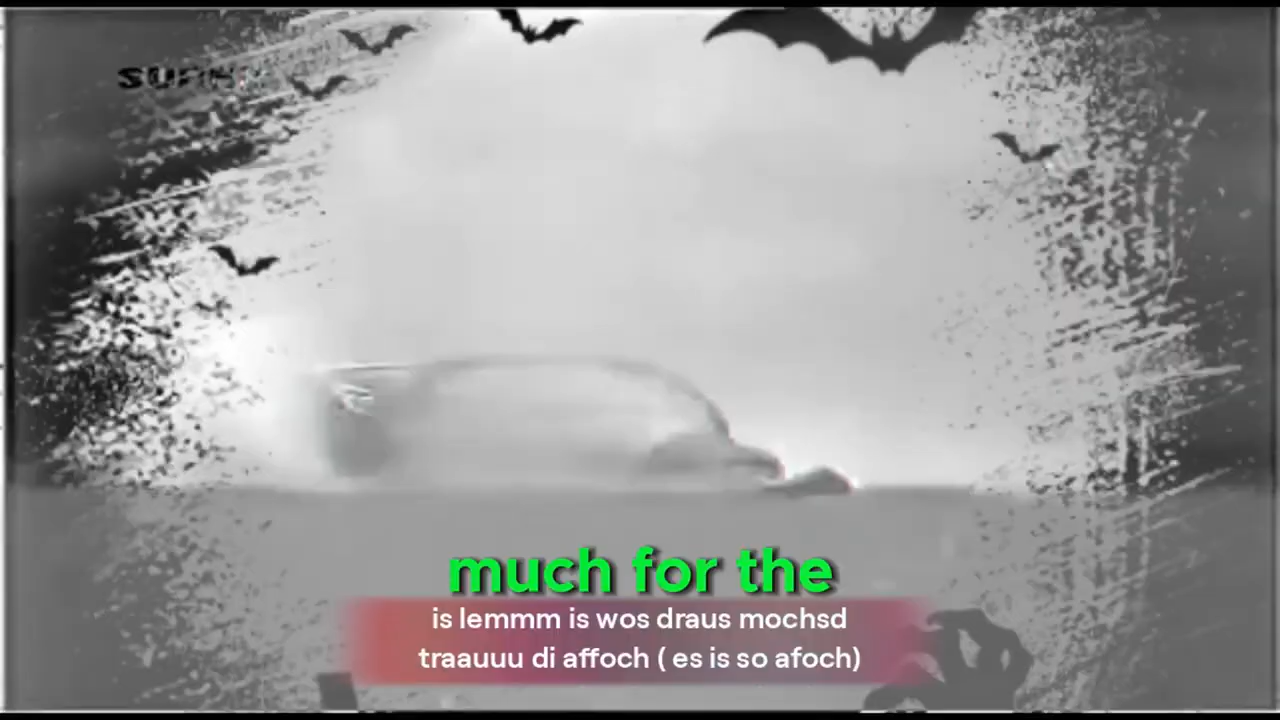 much for the
is lemmm is wos draus mochsd
traauuu di affoch ( es is so afoch)